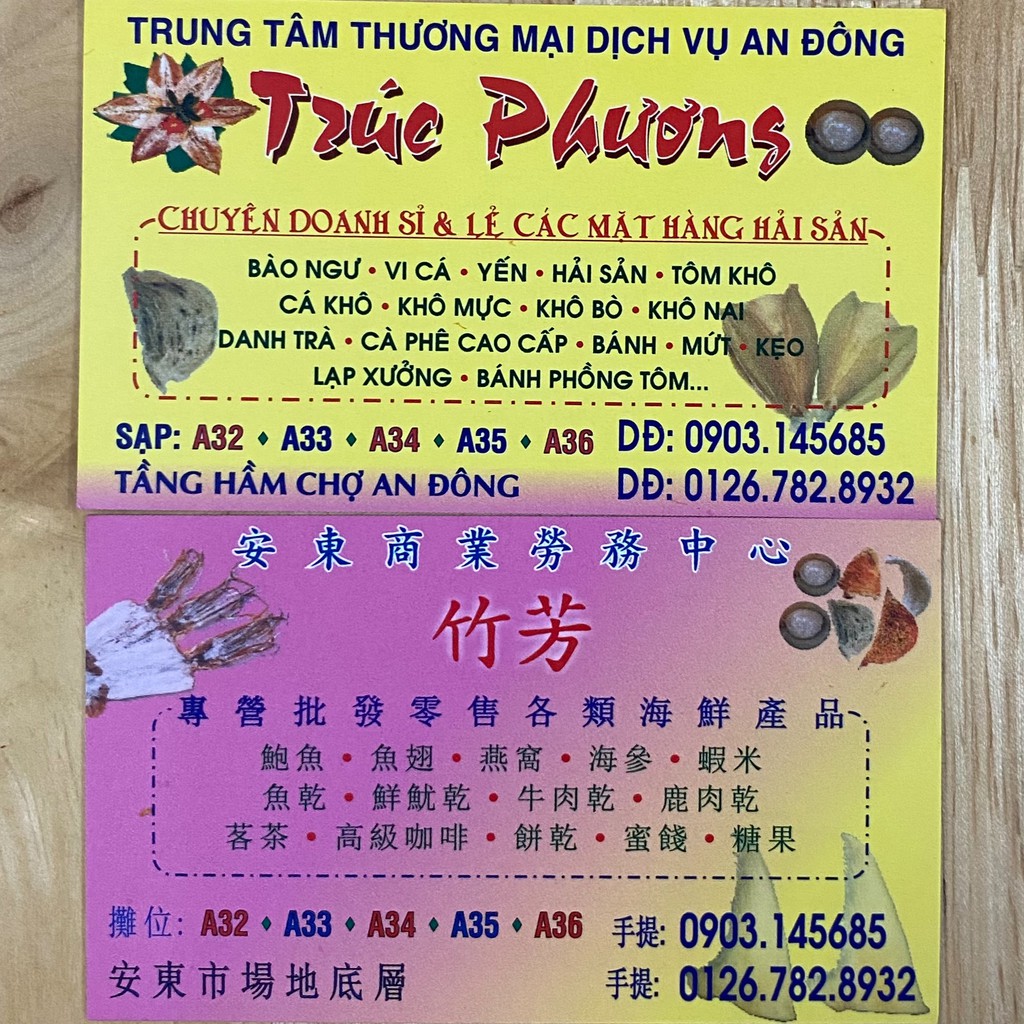 TRUNG TÂM THƯƠNG MẠI DỊCH VỤ AN ĐÔNG
Trúc Phương
CHUYÊN DOANH SỈ & LẺ CÁC MẶT HÀNG HẢI SẢN
BÀO NGƯ • VI CÁ • YẾN • HẢI SẢN • TÔM KHÔ
CÁ KHÔ • KHÔ MỰC • KHÔ BÒ • KHÔ NAI
DANH TRÀ • CÀ PHÊ CAO CẤP • BÁNH • MỨT • KẸO
LẠP XƯỞNG • BÁNH PHỒNG TÔM...
SẠP: A32 ♦ A33 ♦ A34 ♦ A35 ♦ A36 DĐ: 0903.145685
TẦNG HẦM CHỢ AN ĐÔNG DĐ: 0126.782.8932
安東商業勞務中心
竹芳
專營批發零售各類海鮮產品
鮑魚 • 魚翅 • 燕窩 • 海參 • 蝦米
魚乾 • 鮮魷乾 • 牛肉乾 • 鹿肉乾
茗茶 • 高級咖啡 • 餅乾 • 蜜餞 • 糖果
攤位: A32 ♦ A33 ♦ A34 ♦ A35 ♦ A36 手提: 0903.145685
安東市場地底層 手提: 0126.782.8932